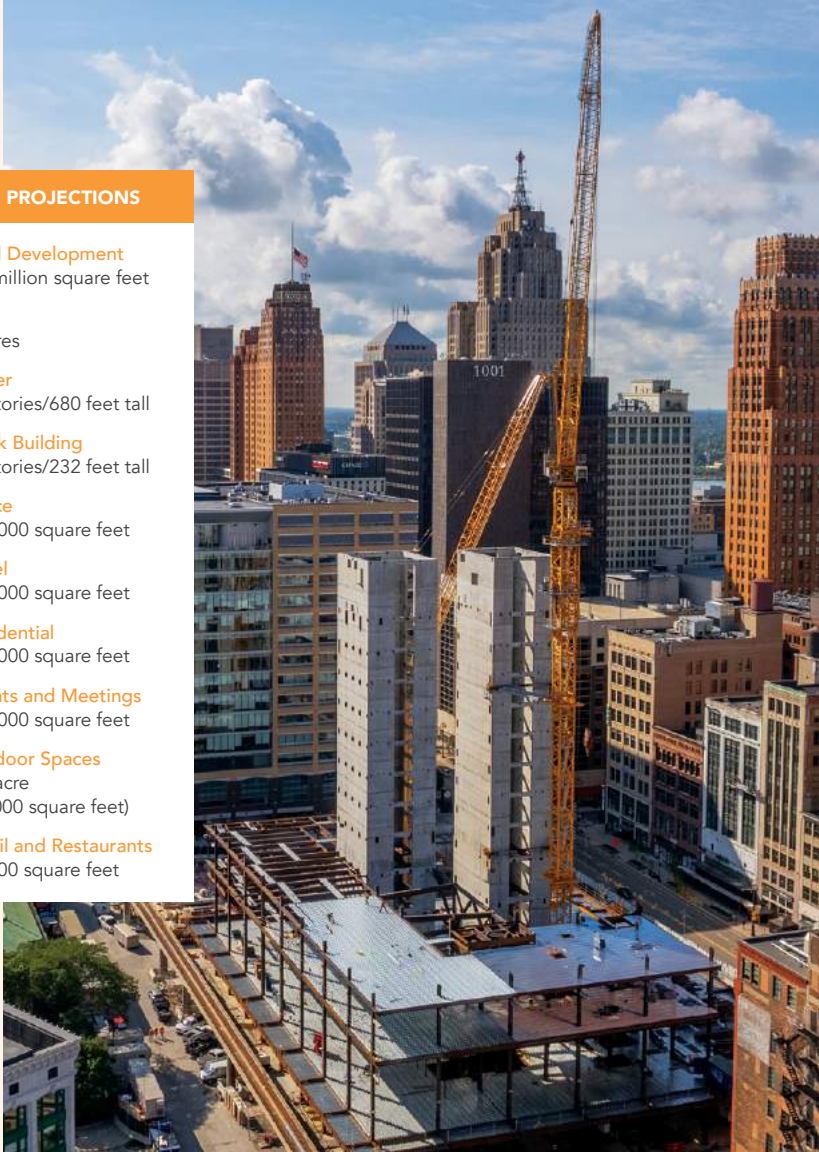 PROJECTIONS
l Development
million square feet
res
er
tories/680 feet tall
k Building
tories/232 feet tall
ce
000 square feet
el
000 square feet
dential
000 square feet
nts and Meetings
000 square feet
door Spaces
acre
000 square feet)
il and Restaurants
00 square feet
1001